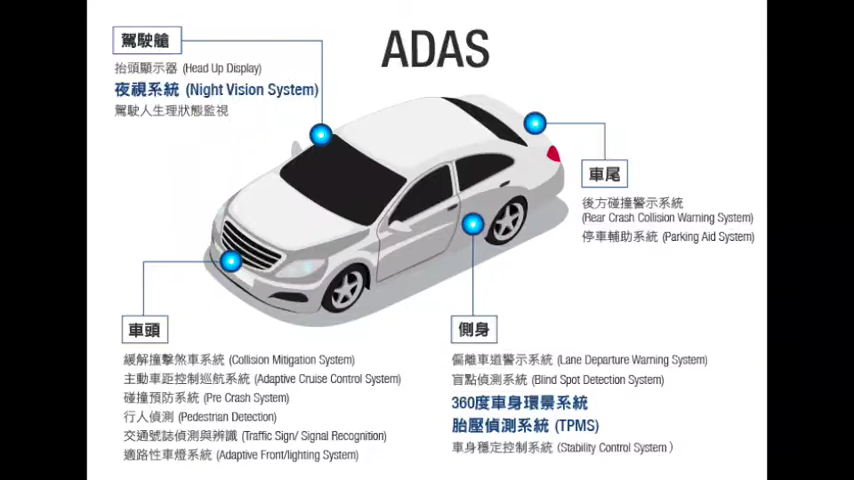 ADAS
駕駛艙
抬頭顯示器 (Head Up Display)
夜視系統 (Night Vision System)
駕駛人生理狀態監視
車尾
後方碰撞警示系統
(Rear Crash Collision Warning System)
停車輔助系統 (Parking Aid System)
車頭
緩解撞擊煞車系統 (Collision Mitigation System)
主動車距控制巡航系統 (Adaptive Cruise Control System)
碰撞預防系統 (Pre Crash System)
行人偵測 (Pedestrian Detection)
交通號誌偵測與辨識 (Traffic Sign/ Signal Recognition)
適路性車燈系統 (Adaptive Front/lighting System)
側身
偏離車道警示系統 (Lane Departure Warning System)
盲點偵測系統 (Blind Spot Detection System)
360度車身環景系統
胎壓偵測系統 (TPMS)
車身穩定控制系統 (Stability Control System )